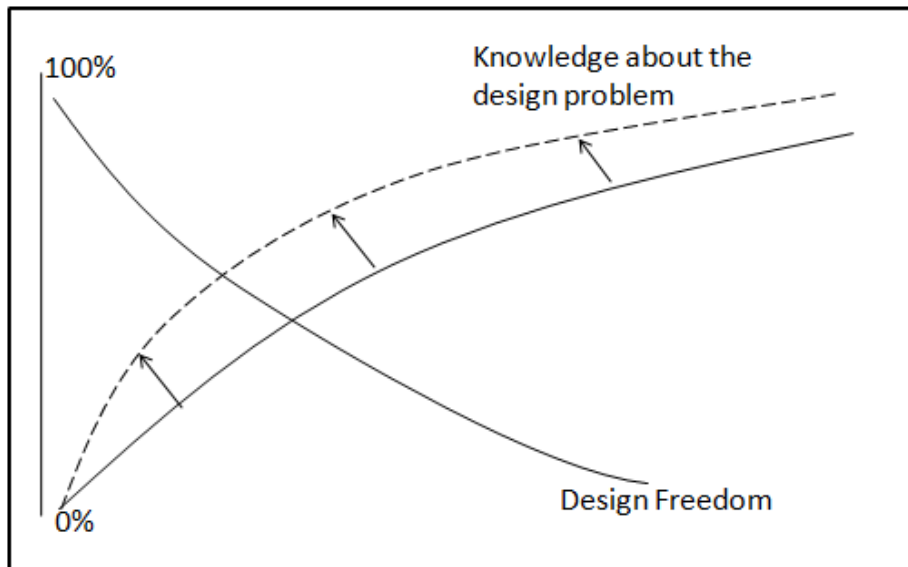 100%
Knowledge about the
design problem
Design Freedom
0%